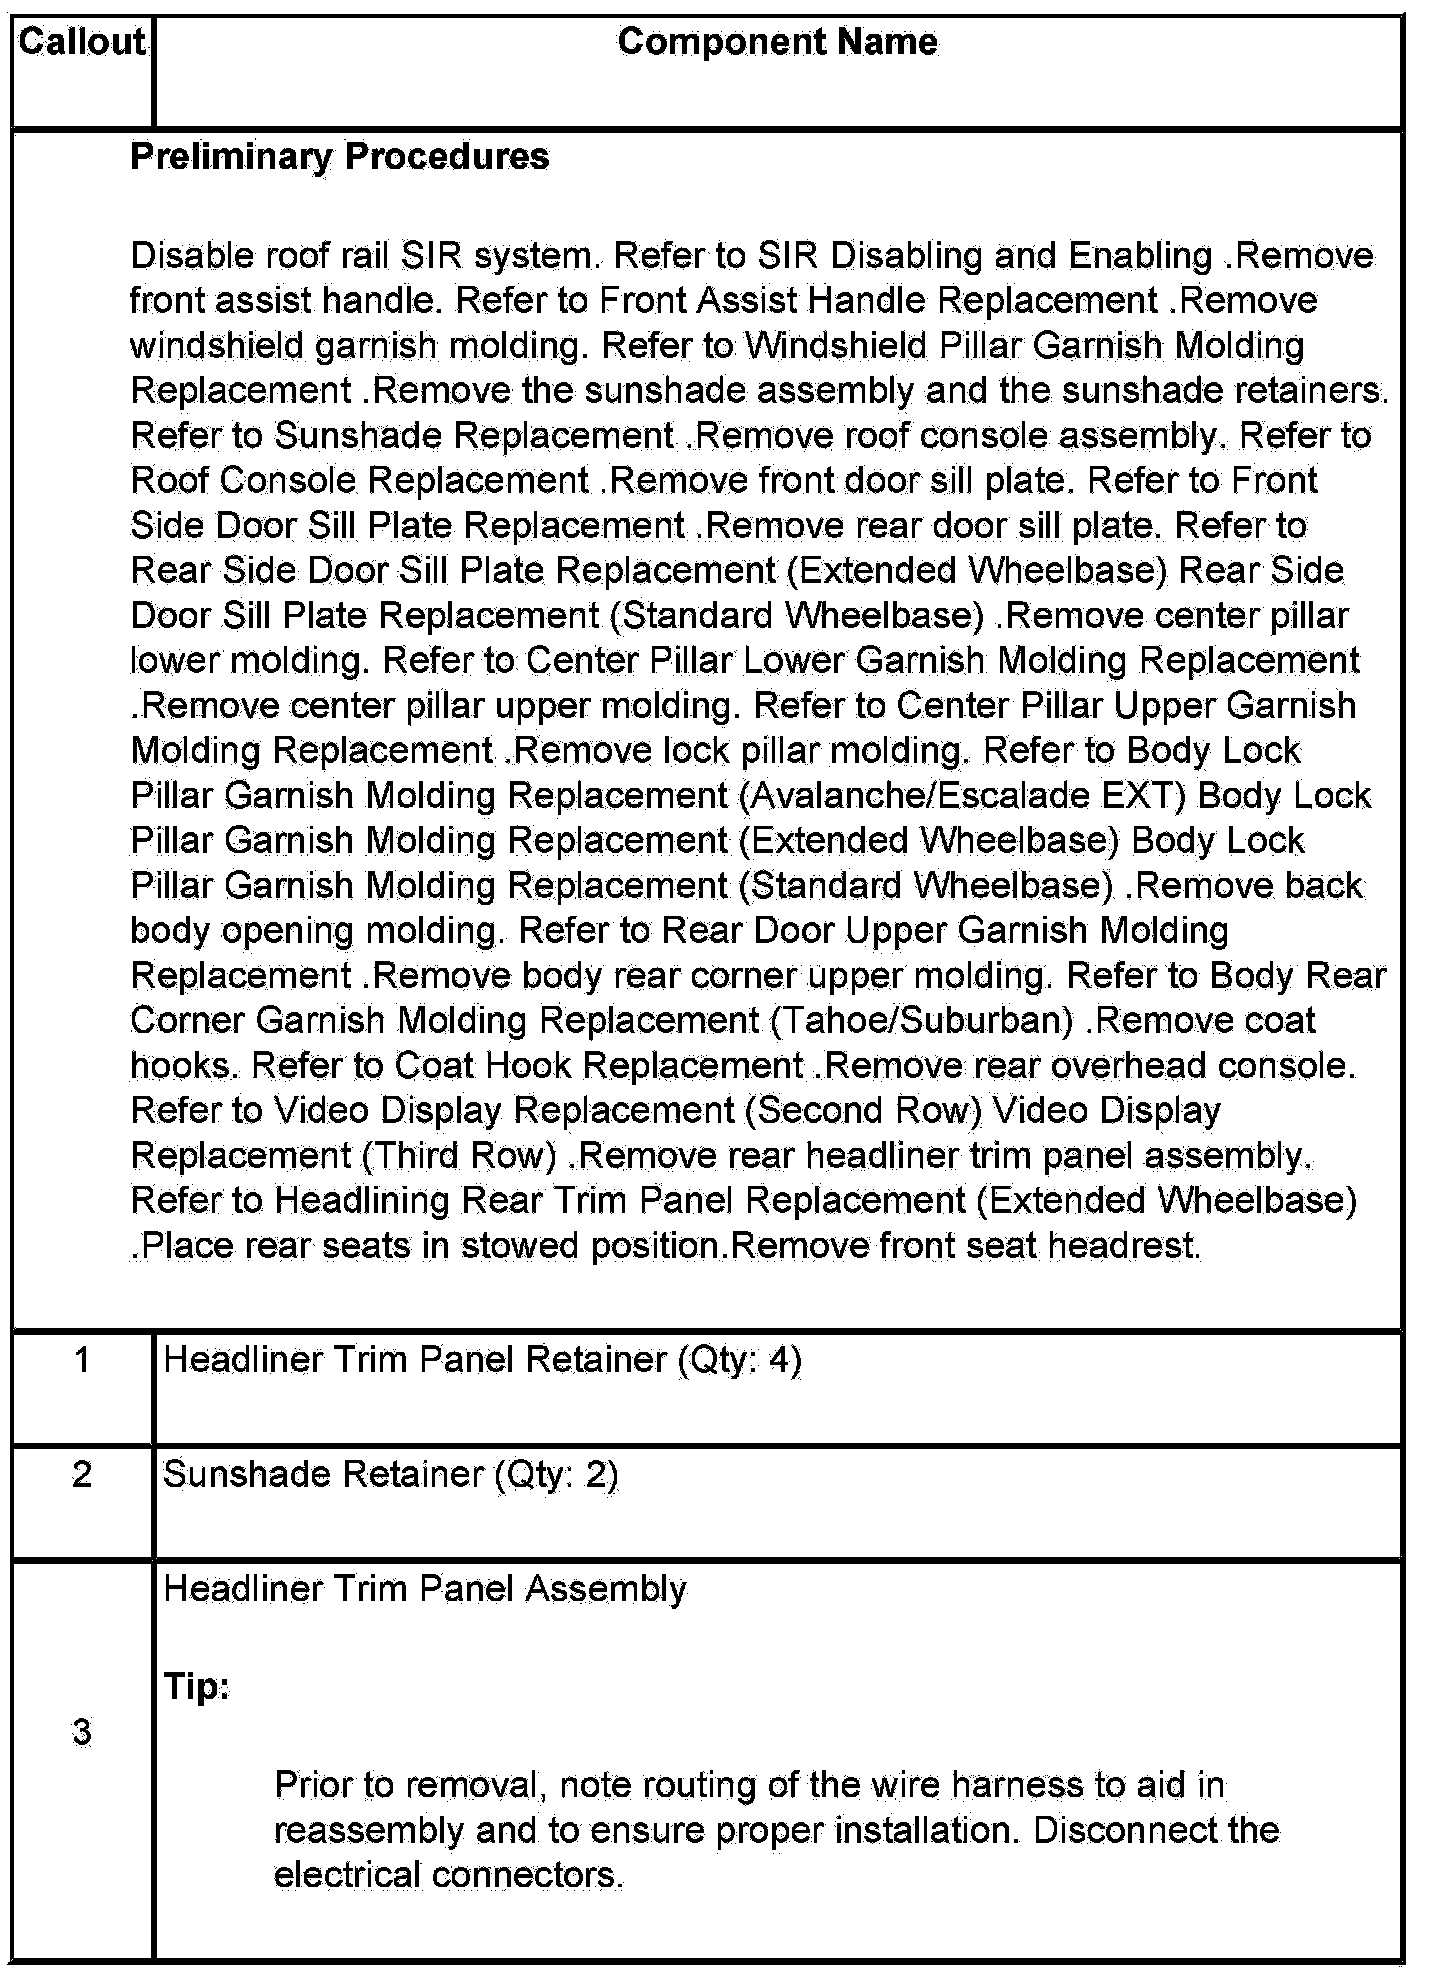 Callout Component Name
Preliminary Procedures
Disable roof rail SIR system. Refer to SIR Disabling and Enabling .Remove
front assist handle. Refer to Front Assist Handle Replacement .Remove
windshield garnish molding. Refer to Windshield Pillar Garnish Molding
Replacement .Remove the sunshade assembly and the sunshade retainers.
Refer to Sunshade Replacement .Remove roof console assembly. Refer to
Roof Console Replacement .Remove front door sill plate. Refer to Front
Side Door Sill Plate Replacement .Remove rear door sill plate. Refer to
Rear Side Door Sill Plate Replacement (Extended Wheelbase) Rear Side
Door Sill Plate Replacement (Standard Wheelbase) .Remove center pillar
lower molding. Refer to Center Pillar Lower Garnish Molding Replacement
.Remove center pillar upper molding. Refer to Center Pillar Upper Garnish
Molding Replacement .Remove lock pillar molding. Refer to Body Lock
Pillar Garnish Molding Replacement (Avalanche/Escalade EXT) Body Lock
Pillar Garnish Molding Replacement (Extended Wheelbase) Body Lock
Pillar Garnish Molding Replacement (Standard Wheelbase) .Remove back
body opening molding. Refer to Rear Door Upper Garnish Molding
Replacement .Remove body rear corner upper molding. Refer to Body Rear
Corner Garnish Molding Replacement (Tahoe/Suburban) .Remove coat
hooks. Refer to Coat Hook Replacement .Remove rear overhead console.
Refer to Video Display Replacement (Second Row) Video Display
Replacement (Third Row) .Remove rear headliner trim panel assembly.
Refer to Headlining Rear Trim Panel Replacement (Extended Wheelbase)
.Place rear seats in stowed position.Remove front seat headrest.
1 Headliner Trim Panel Retainer (Qty: 4)
2 Sunshade Retainer (Qty: 2)
3 Headliner Trim Panel Assembly
Tip:
Prior to removal, note routing of the wire harness to aid in
reassembly and to ensure proper installation. Disconnect the
electrical connectors.